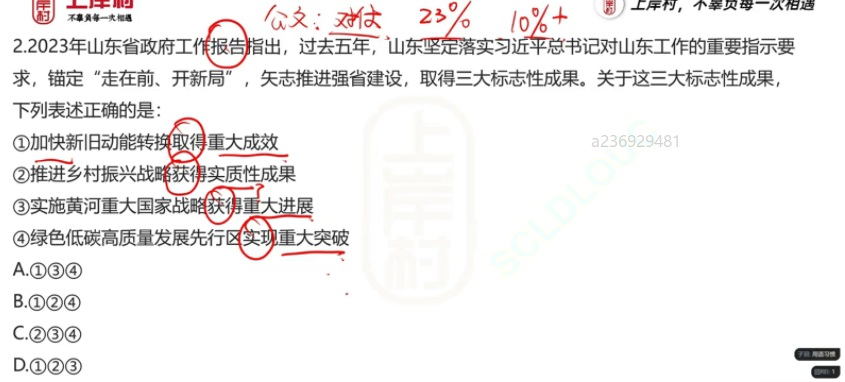 上岸村
不辜负每一次相遇
公文：对策 23% 10%+
上岸村，不辜负每一次相遇
2.2023年山东省政府工作报告指出，过去五年，山东坚定落实习近平总书记对山东工作的重要指示要
求，锚定“走在前、开新局”，矢志推进强省建设，取得三大标志性成果。关于这三大标志性成果，
下列表述正确的是：
①加快新旧动能转换取得重大成效
a236929481
②推进乡村振兴战略获得实质性成果
③实施黄河重大国家战略获得重大进展
④绿色低碳高质量发展先行区实现重大突破
A.①③④
B.①②④
C.②③④
D.①②③
上岸村
SCLDLOUS